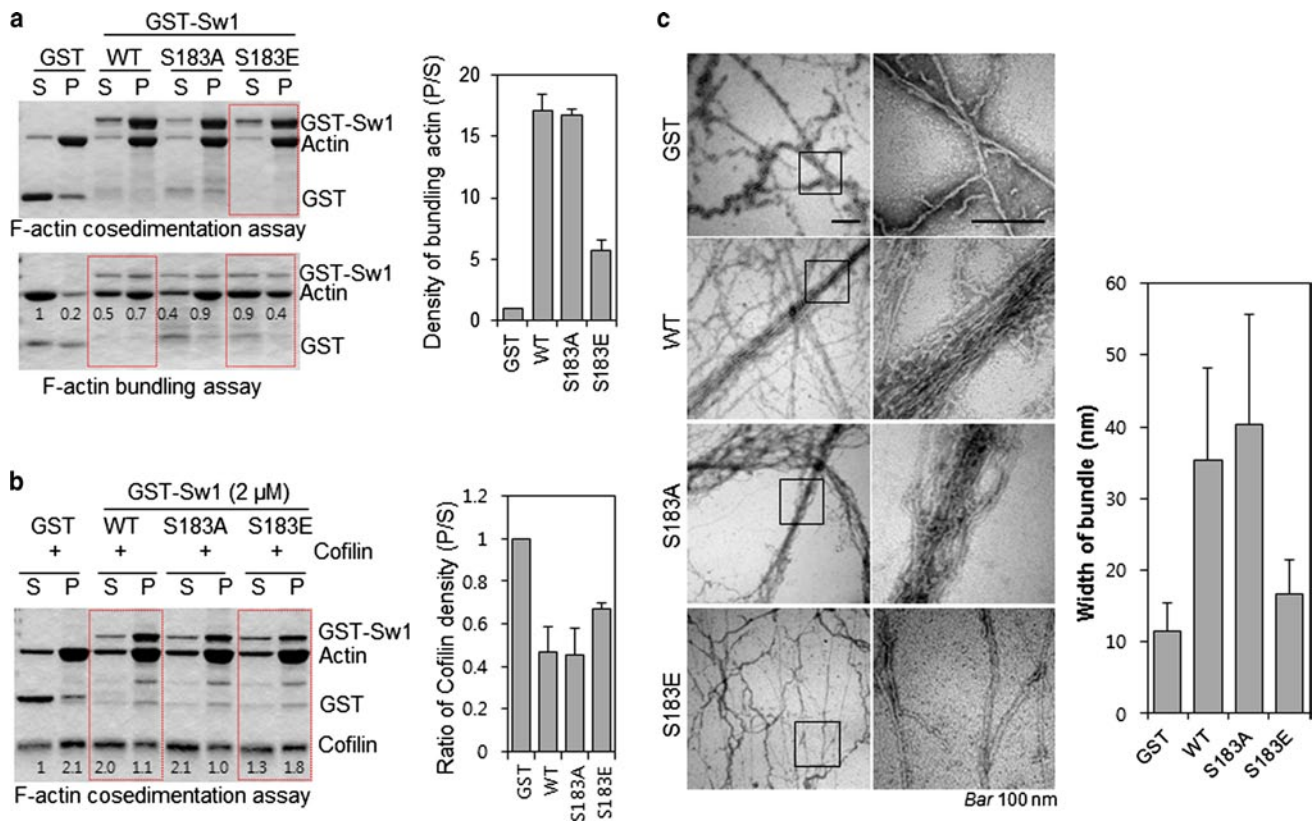 a
GST-Sw1
GST WT S183A S183E
S P S P S P S P
GST-Sw1
Actin
GST
F-actin cosedimentation assay
GST-Sw1
Actin
1 0.2 0.5 0.7 0.4 0.9 0.9 0.4
GST
F-actin bundling assay
Density of bundling actin (P/S)
20
15
10
5
0
GST WT S183A S183E
b
GST-Sw1 (2 µM)
GST WT S183A S183E
+ + + + Cofilin
S P S P S P S P
GST-Sw1
Actin
GST
Cofilin
1 2.1 2.0 1.1 2.1 1.0 1.3 1.8
F-actin cosedimentation assay
Ratio of Cofilin density (P/S)
1.2
1
0.8
0.6
0.4
0.2
0
GST WT S183A S183E
c
GST
WT
S183A
S183E
Bar 100 nm
Width of bundle (nm)
60
50
40
30
20
10
0
GST WT S183A S183E